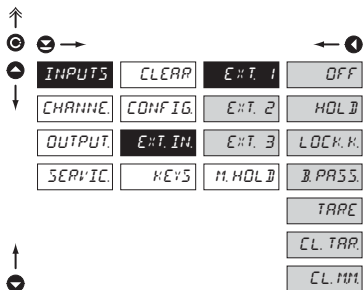 INPUTS CLEAR EXT. 1 OFF
CHANNE. CONFIG. EXT. 2 HOLD
OUTPUT. EXT. IN. EXT. 3 LOCK. K.
SERVIC. KEYS M. HOLD B. PASS.
TARE
CL. TAR.
CL. MM.